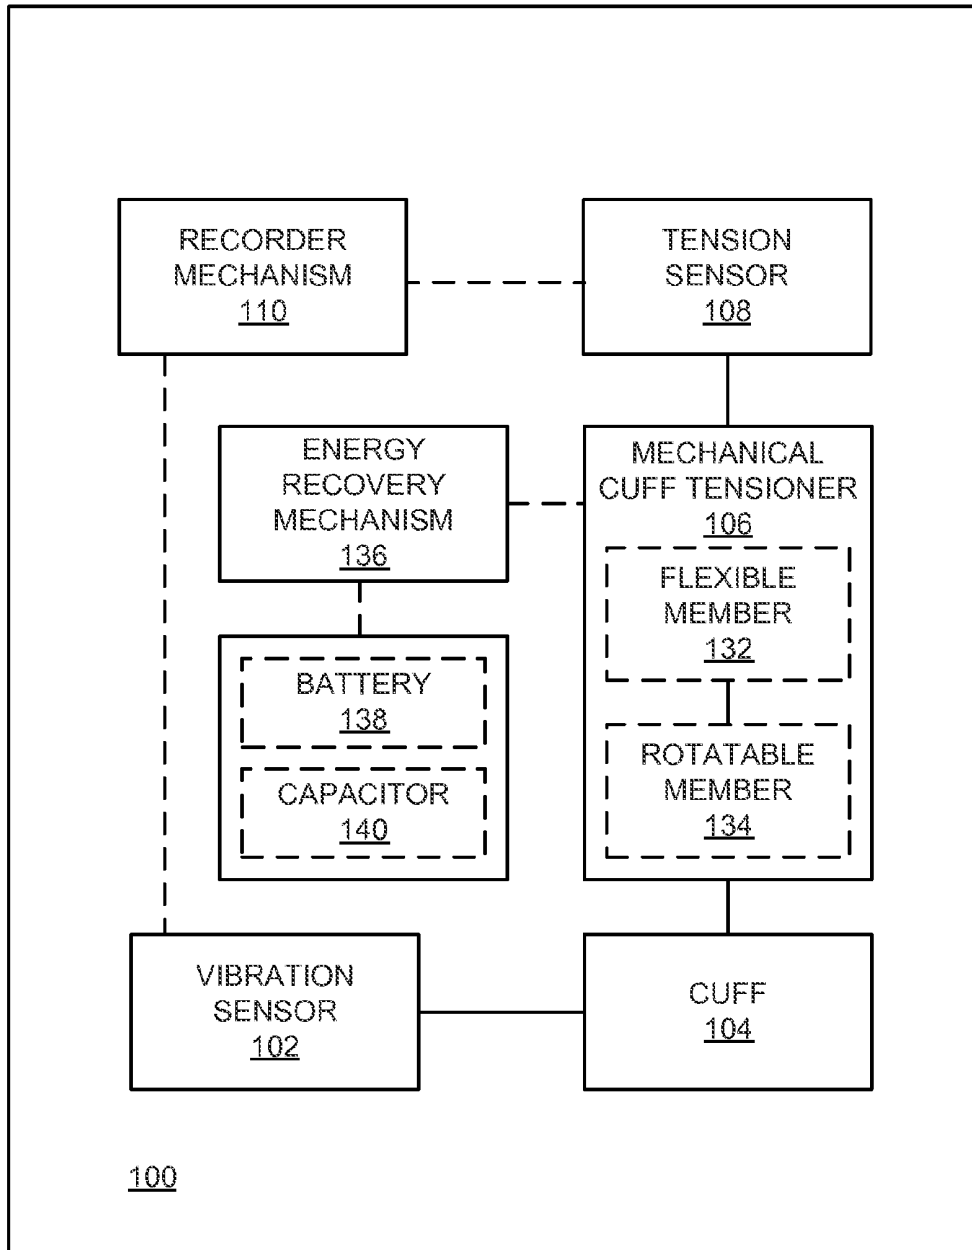 RECORDER
MECHANISM
110
TENSION
SENSOR
108
ENERGY
RECOVERY
MECHANISM
136
MECHANICAL
CUFF TENSIONER
106
FLEXIBLE
MEMBER
132
BATTERY
138
ROTATABLE
MEMBER
134
CAPACITOR
140
VIBRATION
SENSOR
102
CUFF
104
100